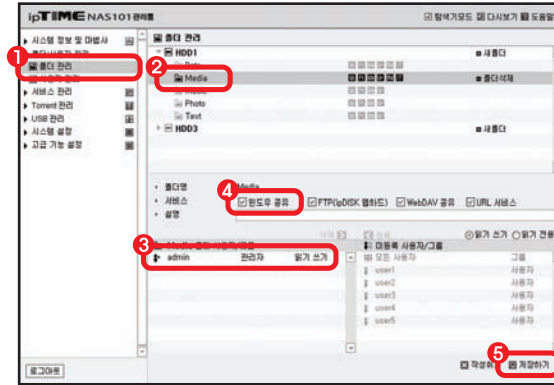 ipTIME NAS101 관리
탐색기모드 다시보기 도움말
시스템 정보 및 마법사
폴더 관리
서비스 관리
Torrent 관리
USB 관리
시스템 설정
고급 기능 설정
로그아웃
폴더 관리
HDD1 새폴더
Media 폴더삭제
Photo
Text
HDD3 새폴더
폴더명 Media
서비스 윈도우 공유 FTP(ipDISK 웹하드) WebDAV 공유 URL 서비스
설명
읽기 쓰기 읽기 전용
미등록 사용자/그룹
admin 관리자 읽기 쓰기
모든 사용자 그룹
user1 사용자
user2 사용자
user3 사용자
user4 사용자
user5 사용자
저장하기
1
2
3
4
5